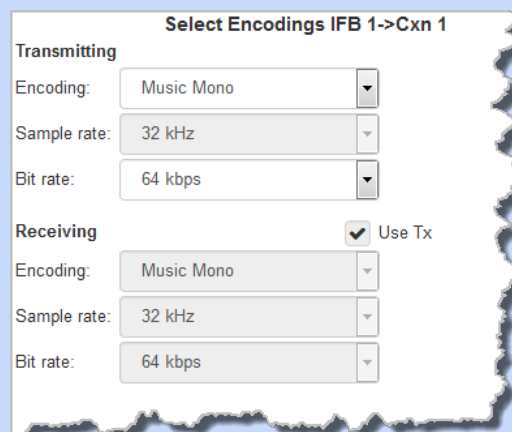 Select Encodings IFB 1->Cxn 1
Transmitting
Encoding: Music Mono
Sample rate: 32 kHz
Bit rate: 64 kbps
Receiving Use Tx
Encoding: Music Mono
Sample rate: 32 kHz
Bit rate: 64 kbps